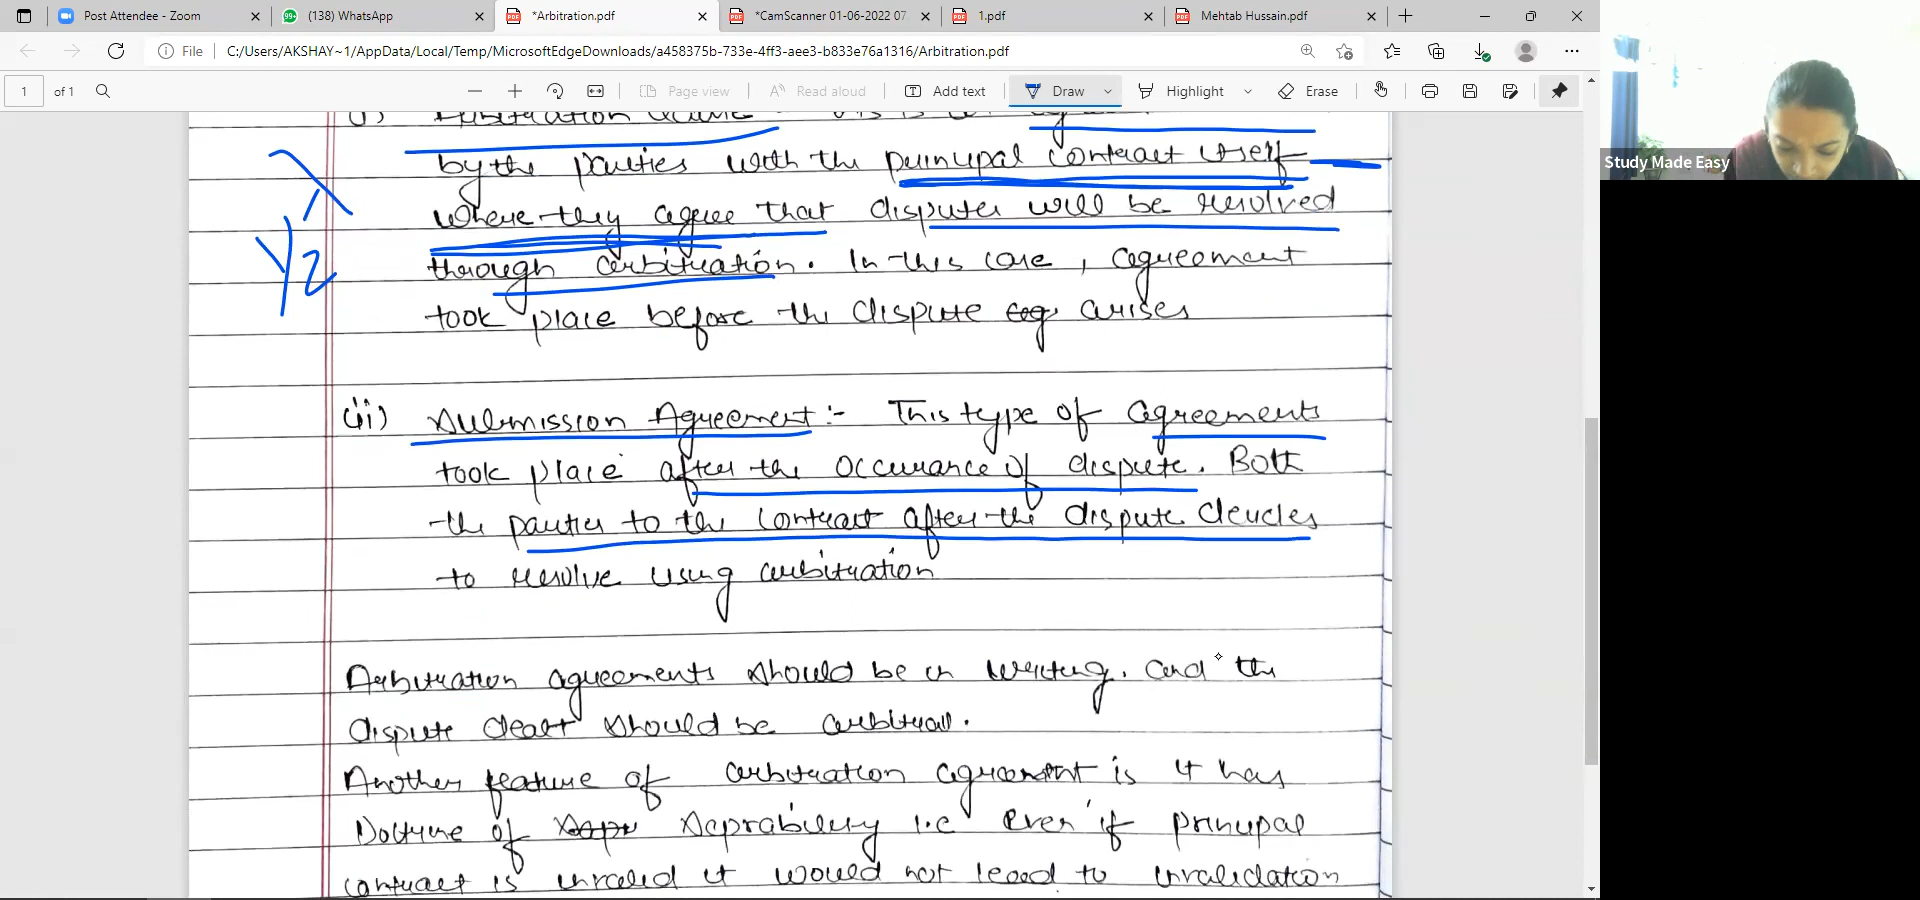 Post Attendee - Zoom
(138) WhatsApp
*Arbitration.pdf
*CamScanner 01-06-2022 07
1.pdf
Mehtab Hussain.pdf
File C:/Users/AKSHAY~1/AppData/Local/Temp/MicrosoftEdgeDownloads/a458375b-733e-4ff3-aee3-b833e76a1316/Arbitration.pdf
1 of 1 Page view Read aloud Add text Draw Highlight Erase
Study Made Easy
by the parties with the principal contract itself
where they agree that disputes will be resolved
through arbitration. In this case, agreement
took place before the dispute arises
(ii) Submission Agreement :- This type of agreements
took place after the occurance of dispute. Both
the parties to the contract after the dispute decides
to resolve using arbitration
Arbitration agreements should be in writing. and the
dispute dealt should be arbitral.
Another feature of arbitration agreement is it has
Doctrine of Seprability i.e even if principal
contract is invalid it would not lead to invalidation